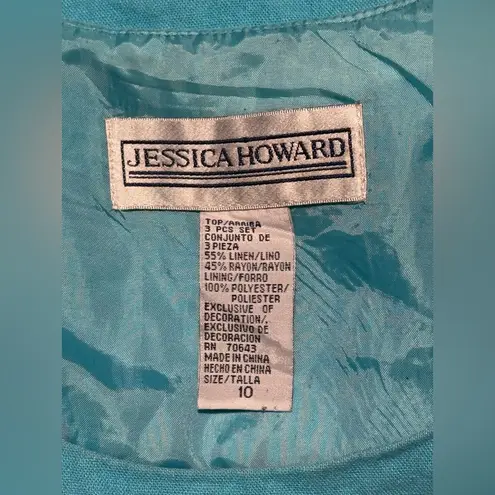 JESSICA HOWARD
TOP/ARRIBA
3 PCS SET
CONJUNTO DE
3 PIEZA
55% LINEN/LINO
45% RAYON/RAYON
LINING/FORRO
100% POLYESTER/
POLIESTER
EXCLUSIVE OF
DECORATION/.
EXCLUSIVO DE
DECORACION
RN 70643
MADE IN CHINA
HECHO EN CHINA
SIZE/TALLA
10